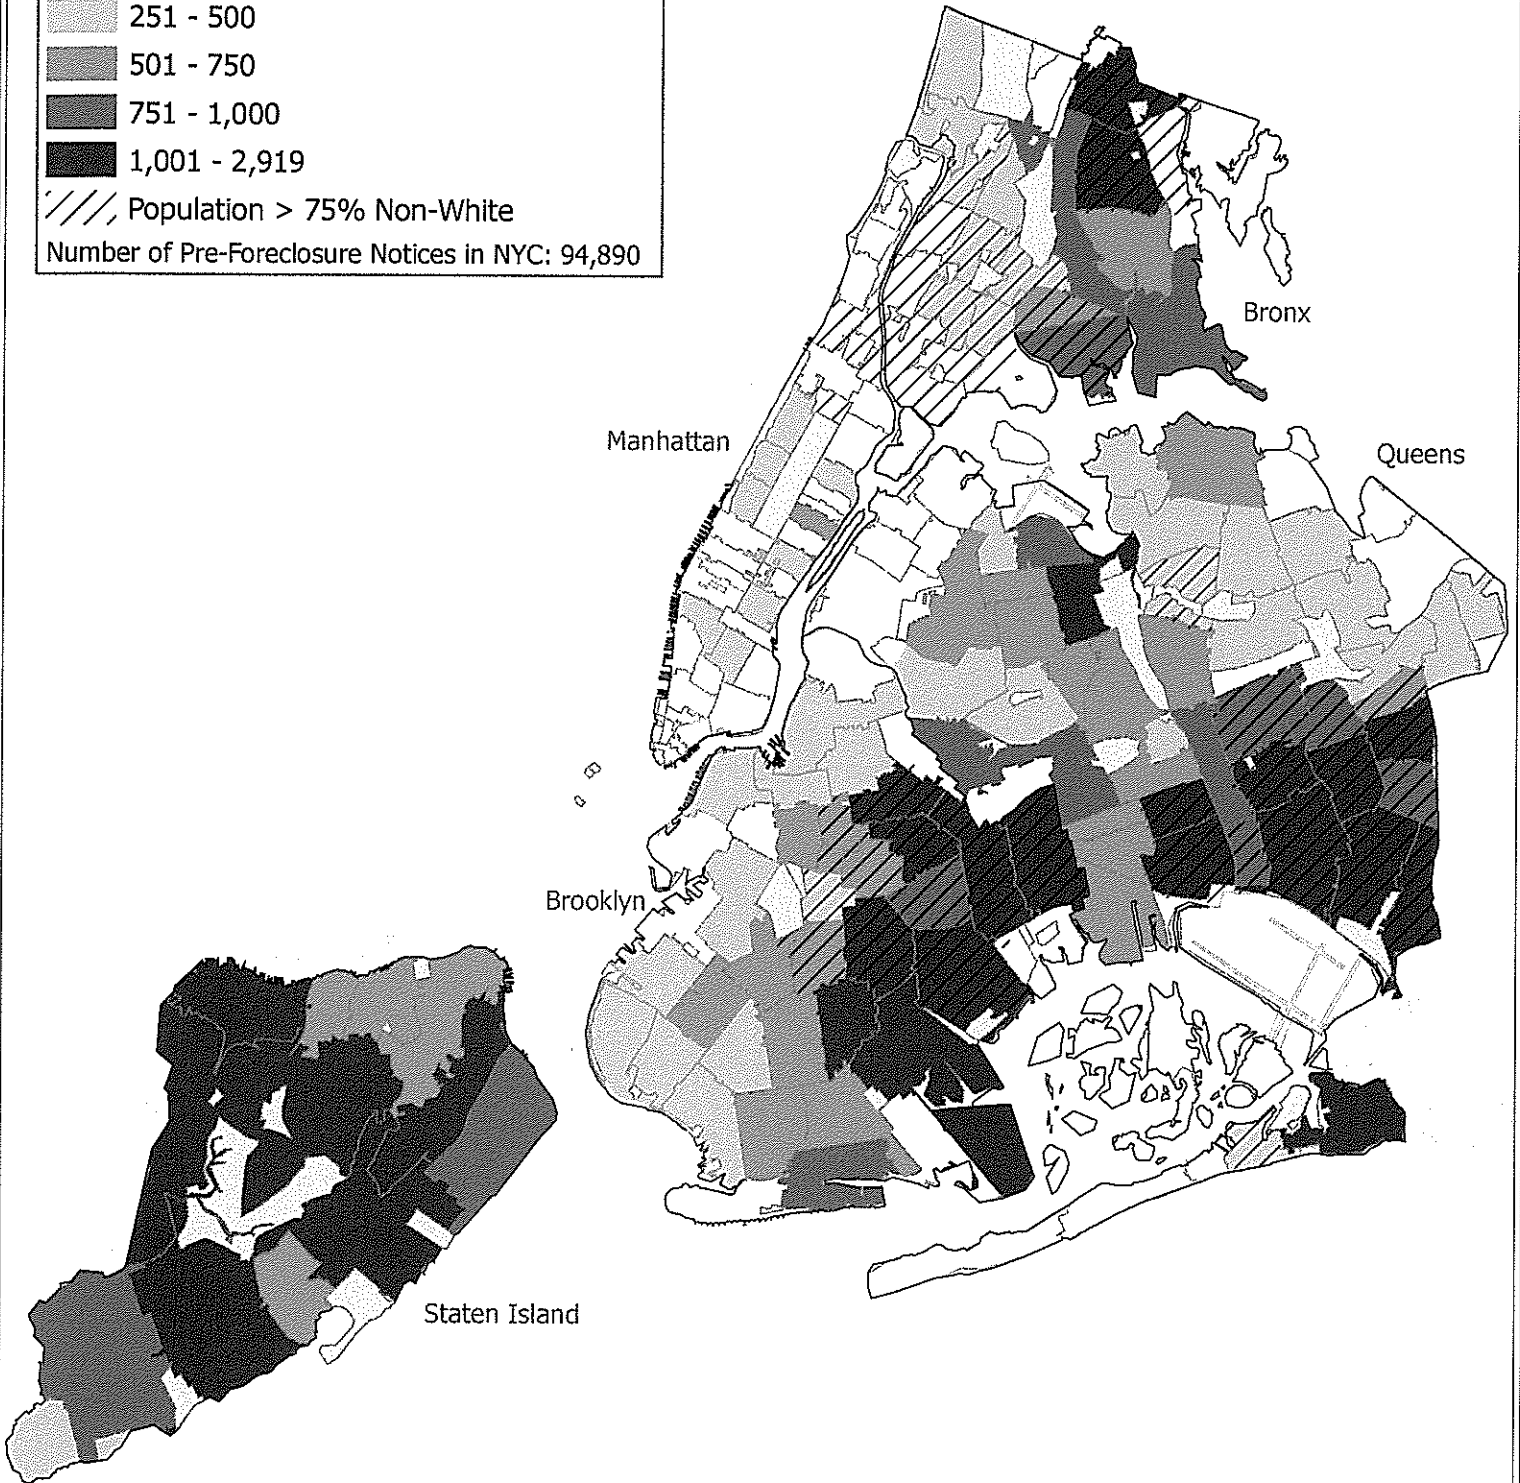 251 - 500
501 - 750
751 - 1,000
1,001 - 2,919
Population > 75% Non-White
Number of Pre-Foreclosure Notices in NYC: 94,890
Bronx
Manhattan
Queens
Brooklyn
Staten Island